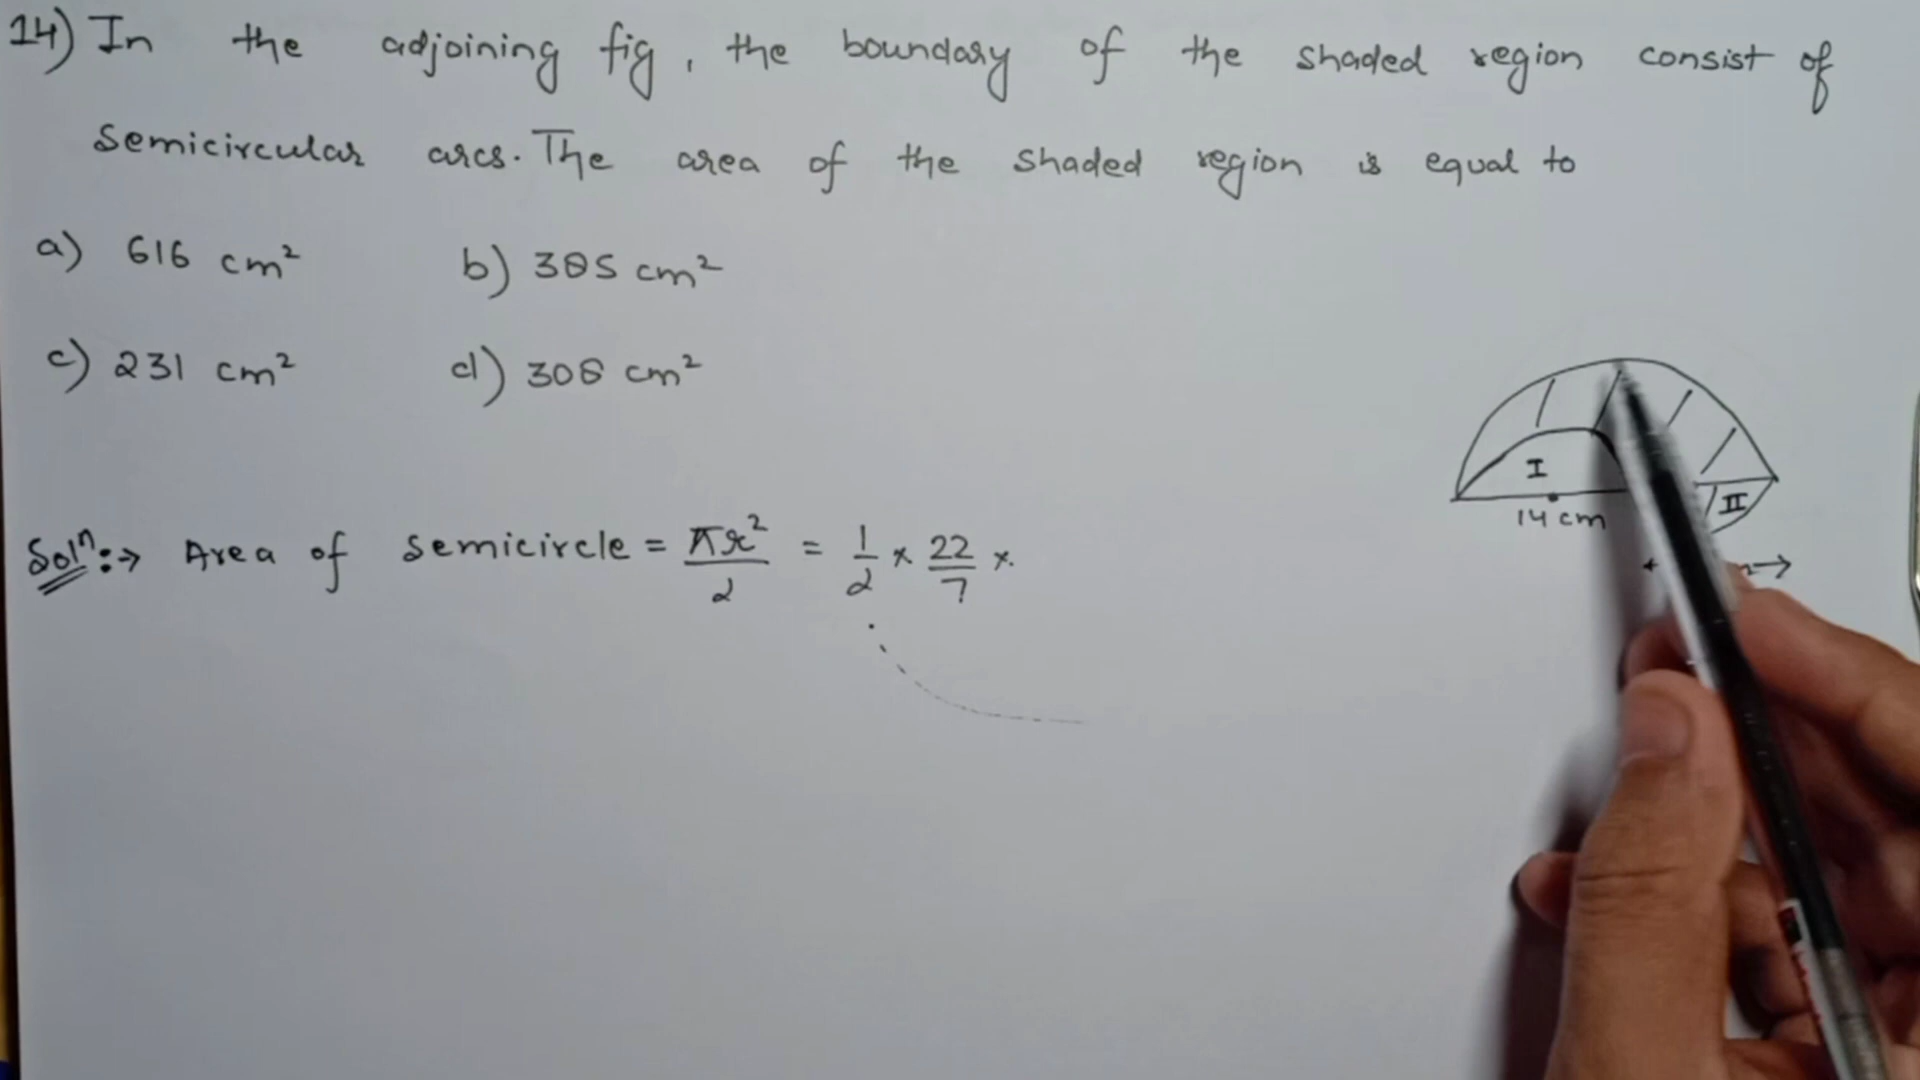 14) In the adjoining fig, the boundary of the shaded region consist of
semicircular arcs. The area of the shaded region is equal to
a) 616 cm² b) 385 cm²
c) 231 cm² d) 308 cm²
I
II
14 cm
Solⁿ :→ Area of semicircle = πr²/2 = 1/2 × 22/7 ×